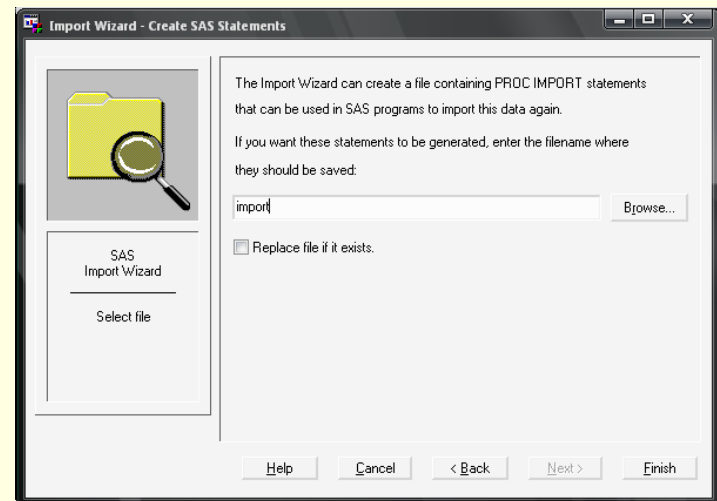 Import Wizard - Create SAS Statements
The Import Wizard can create a file containing PROC IMPORT statements
that can be used in SAS programs to import this data again.
If you want these statements to be generated, enter the filename where
they should be saved:
import
Browse...
Replace file if it exists.
SAS
Import Wizard
Select file
Help
Cancel
< Back
Next >
Finish